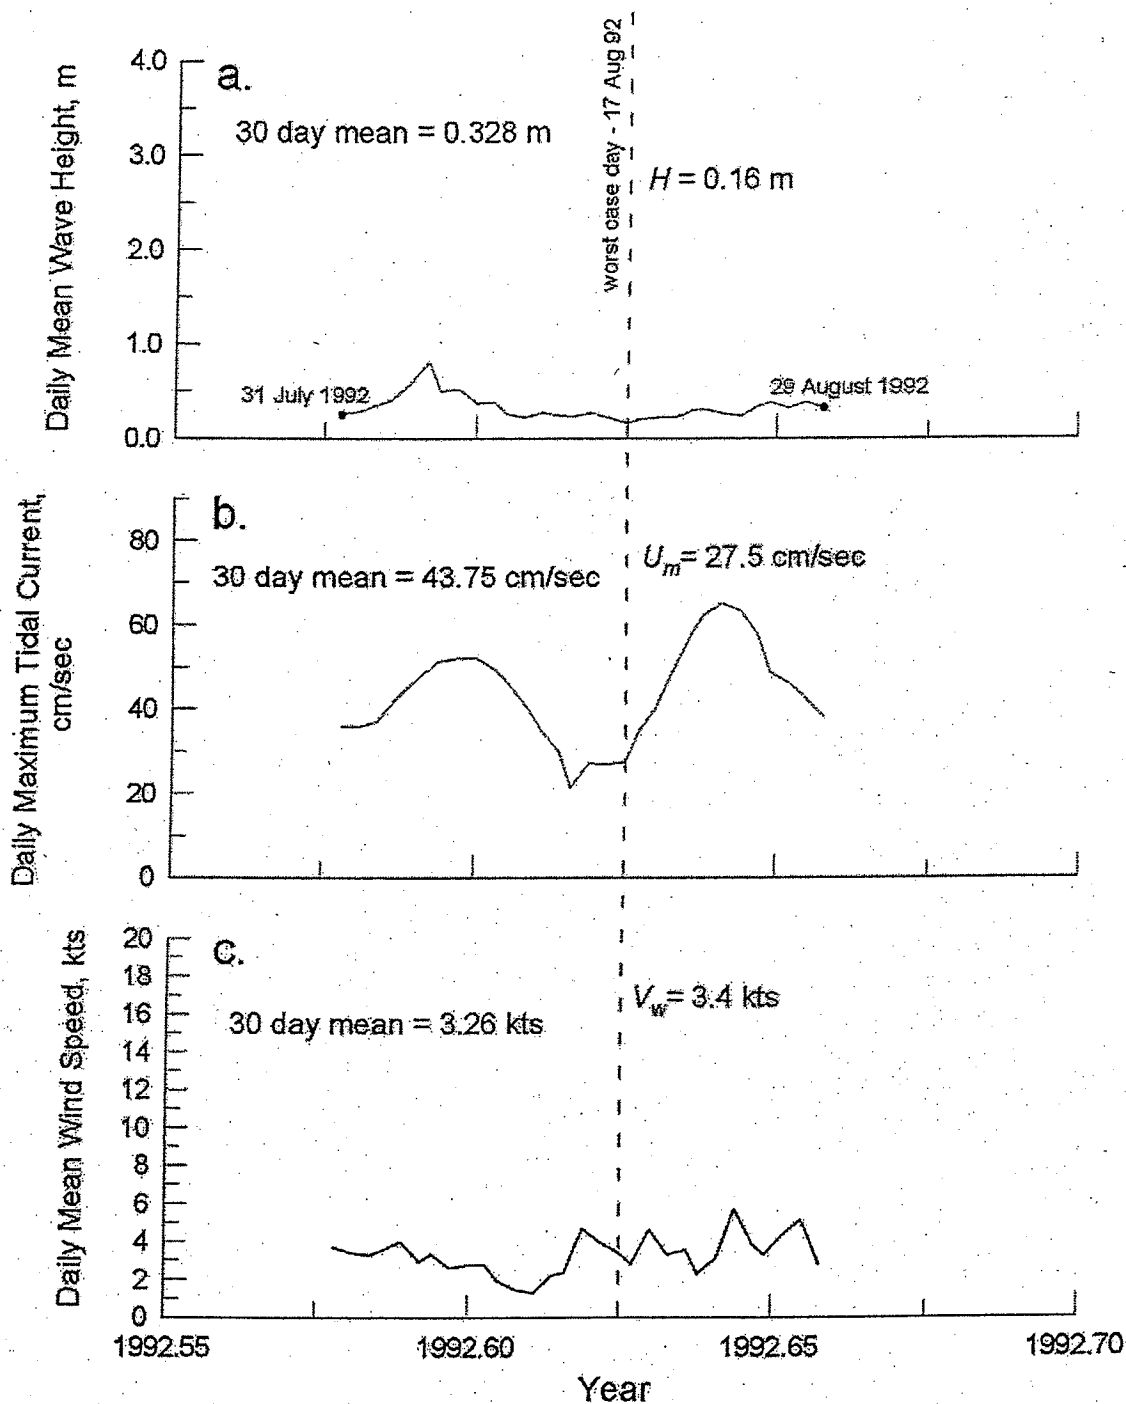 worst case day - 17 Aug 92
a.
30 day mean = 0.328 m
H = 0.16 m
Daily Mean Wave Height, m
4.0
3.0
2.0
1.0
0.0
31 July 1992
29 August 1992
b.
30 day mean = 43.75 cm/sec
Um= 27.5 cm/sec
Daily Maximum Tidal Current,
cm/sec
80
60
40
20
0
c.
30 day mean = 3.26 kts
Vw= 3.4 kts
Daily Mean Wind Speed, kts
20
18
16
14
12
10
8
6
4
2
0
1992.55
1992.60
1992.65
1992.70
Year